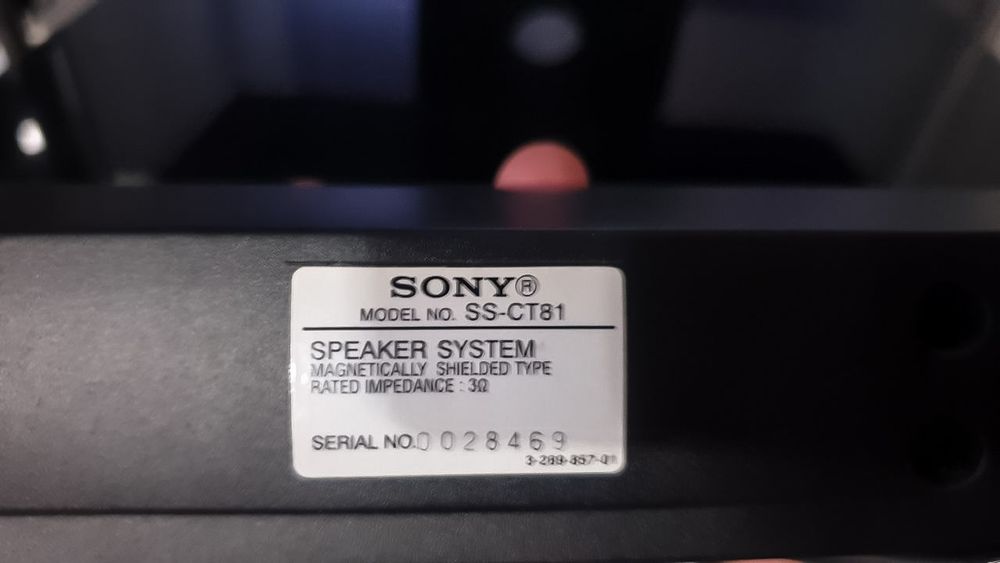 SONY®
MODEL NO. SS-CT81
SPEAKER SYSTEM
MAGNETICALLY SHIELDED TYPE
RATED IMPEDANCE : 3Ω
SERIAL NO. 0028469